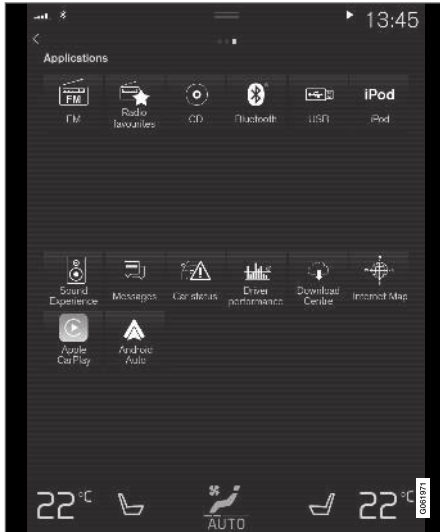 13:45
Applications
FM
iPod
FM
Radio
favourites
CD
Bluetooth
USB
iPod
Sound
Experience
Messages
Car status
Driver
performance
Download
Centre
Internet Map
Apple
CarPlay
Android
Auto
22°C
22°C
AUTO
G061971